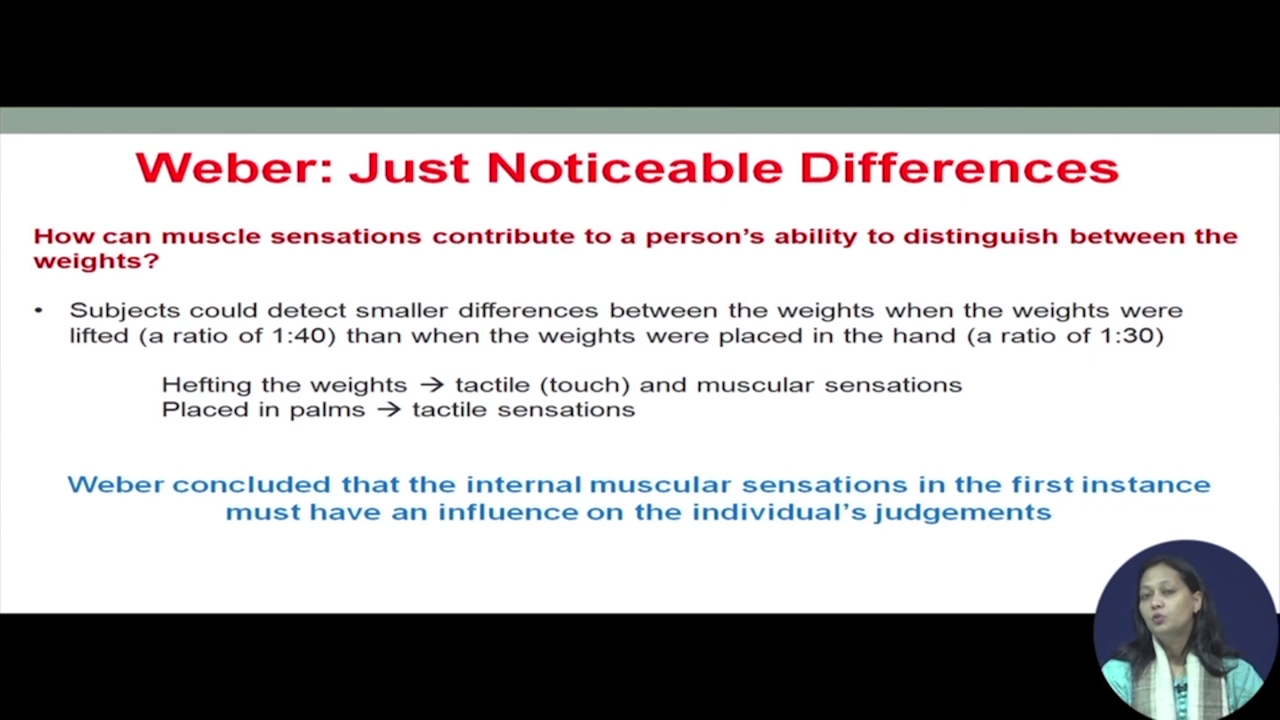 Weber: Just Noticeable Differences
How can muscle sensations contribute to a person’s ability to distinguish between the
weights?
• Subjects could detect smaller differences between the weights when the weights were
lifted (a ratio of 1:40) than when the weights were placed in the hand (a ratio of 1:30)
Hefting the weights → tactile (touch) and muscular sensations
Placed in palms → tactile sensations
Weber concluded that the internal muscular sensations in the first instance
must have an influence on the individual’s judgements